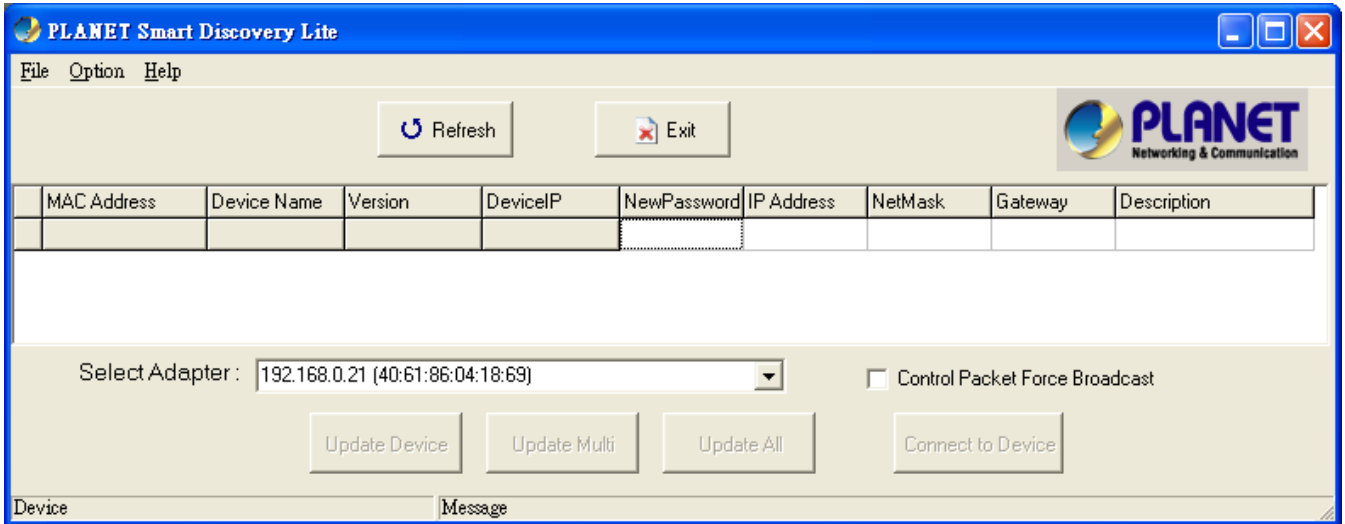 PLANET Smart Discovery Lite
File Option Help
Refresh Exit
PLANET
Networking & Communication
MAC Address Device Name Version DeviceIP NewPassword IP Address NetMask Gateway Description
Select Adapter : 192.168.0.21 (40:61:86:04:18:69) Control Packet Force Broadcast
Update Device Update Multi Update All Connect to Device
Device Message